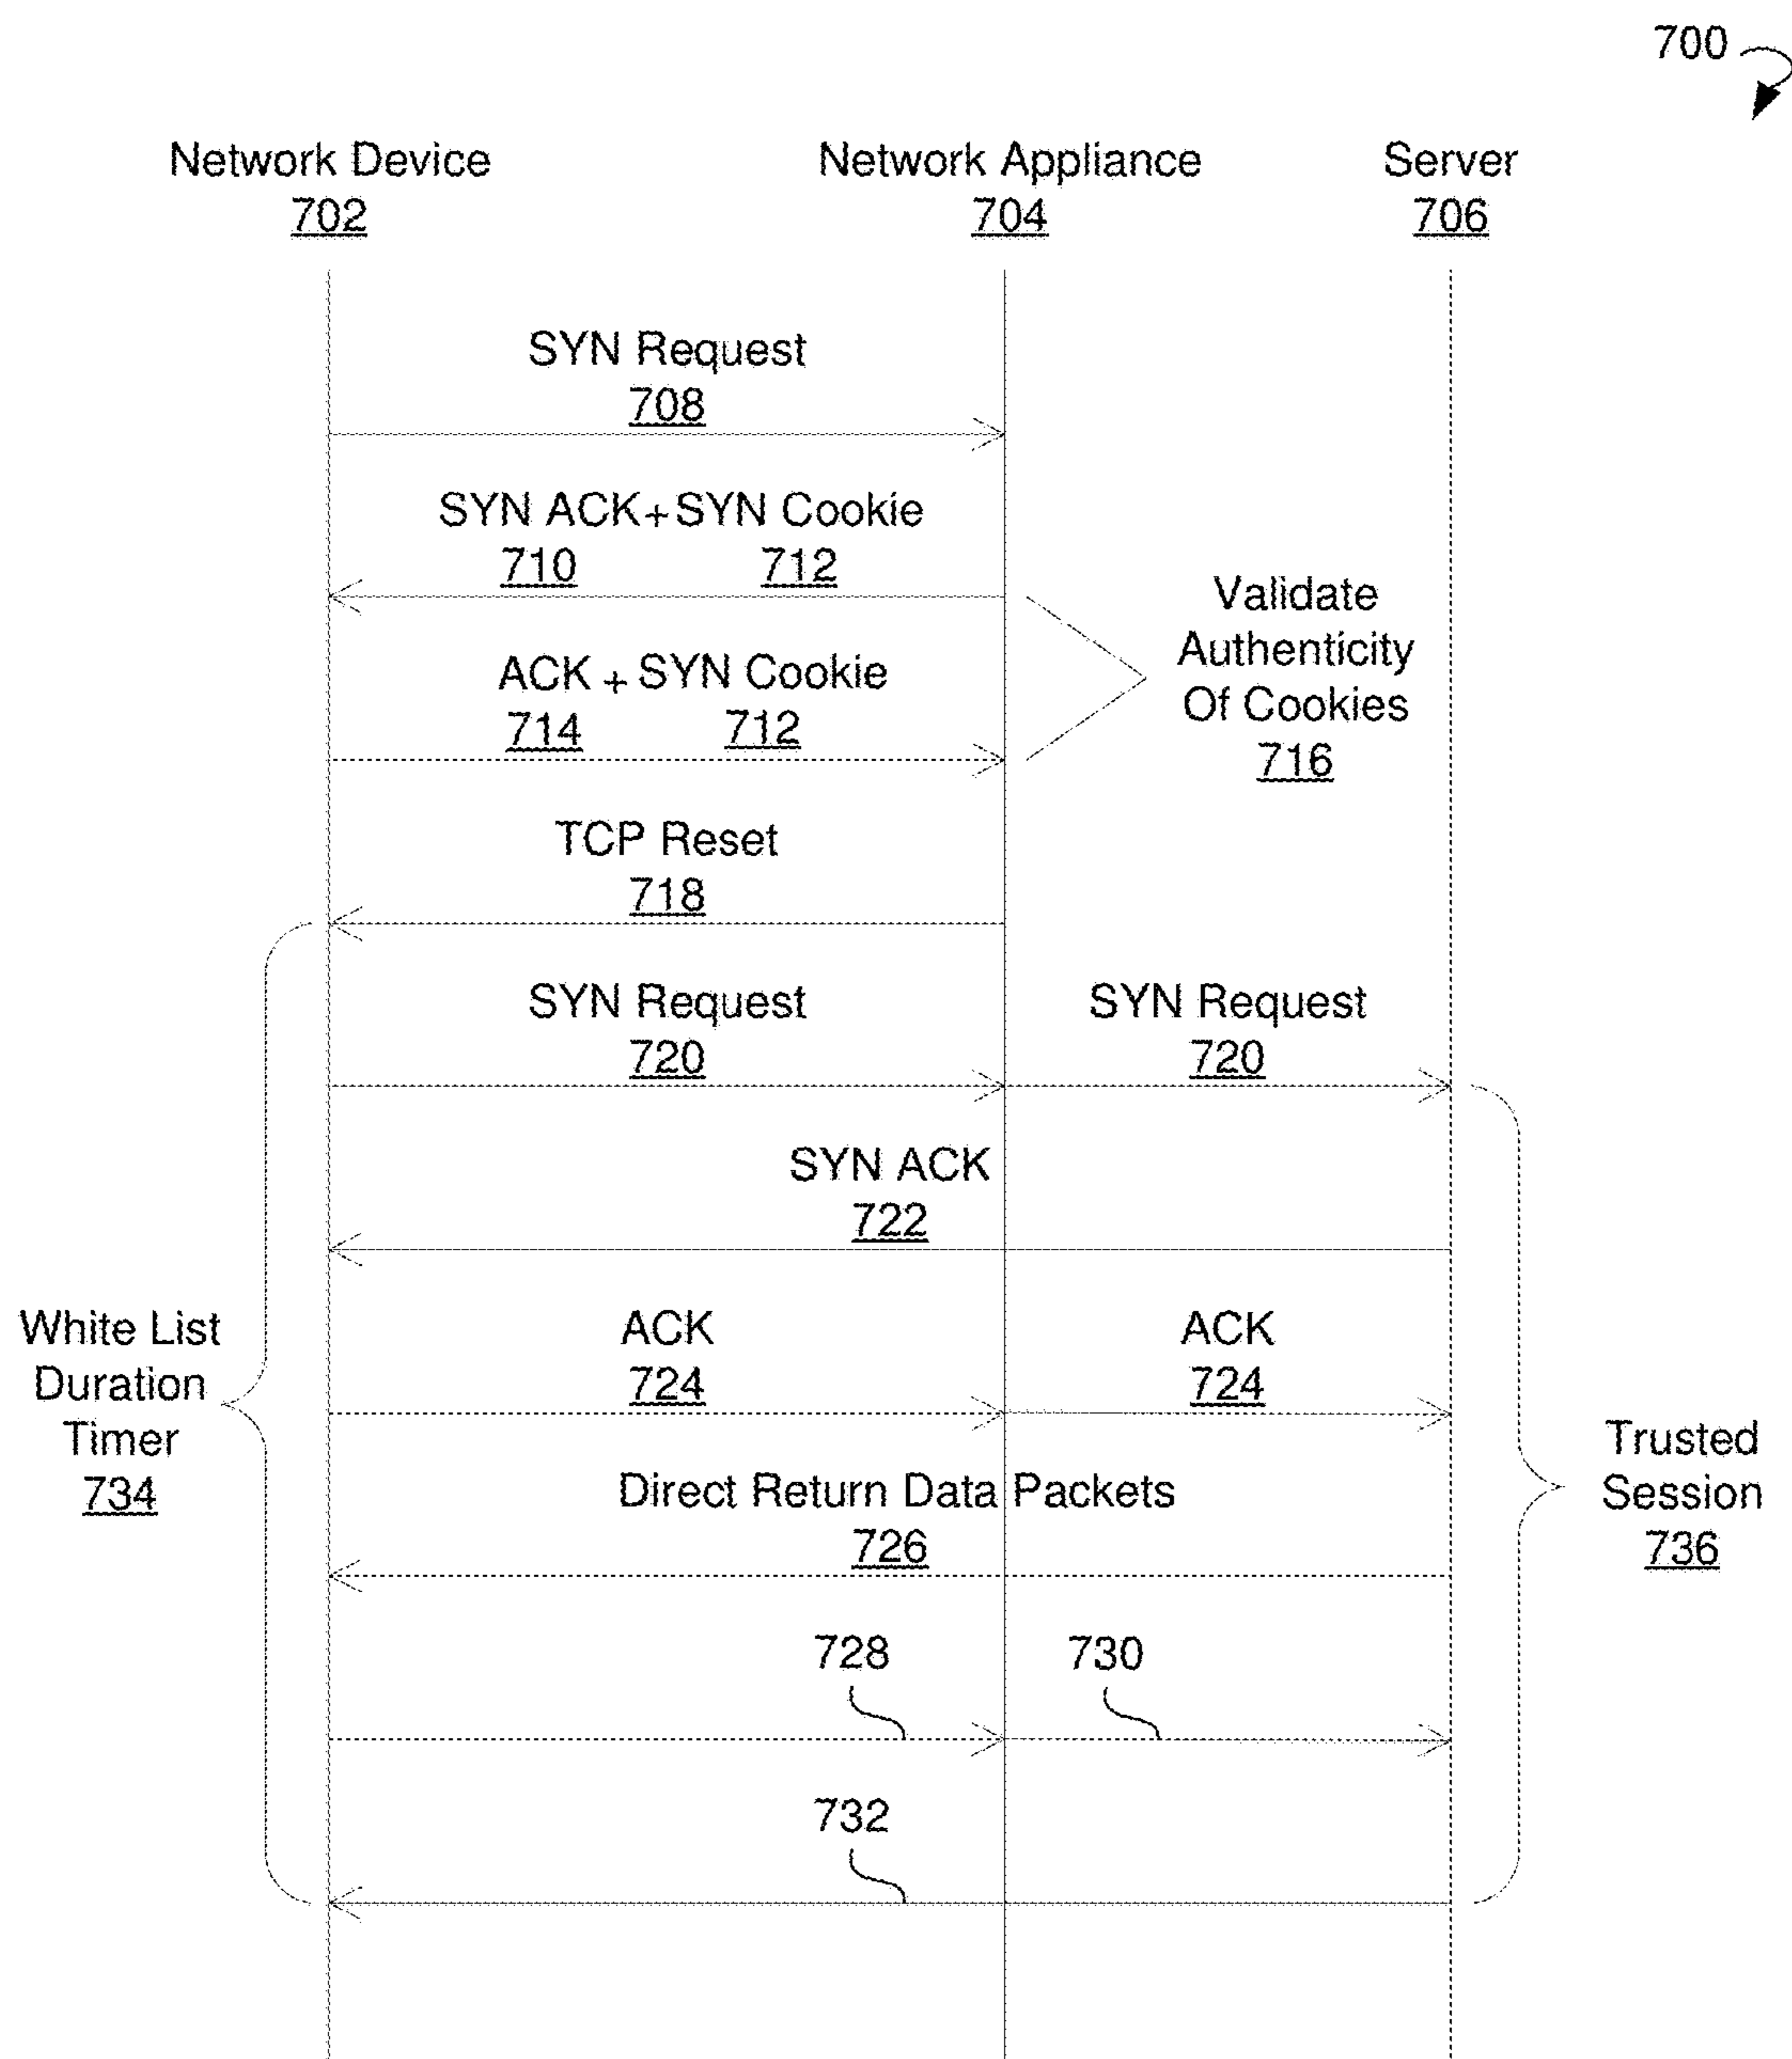 700
Network Device
702
Network Appliance
704
Server
706
SYN Request
708
SYN ACK + SYN Cookie
710 712
Validate
Authenticity
Of Cookies
716
ACK + SYN Cookie
714 712
TCP Reset
718
SYN Request
720
SYN Request
720
SYN ACK
722
White List
Duration
Timer
734
ACK
724
ACK
724
Trusted
Session
736
Direct Return Data Packets
726
728
730
732